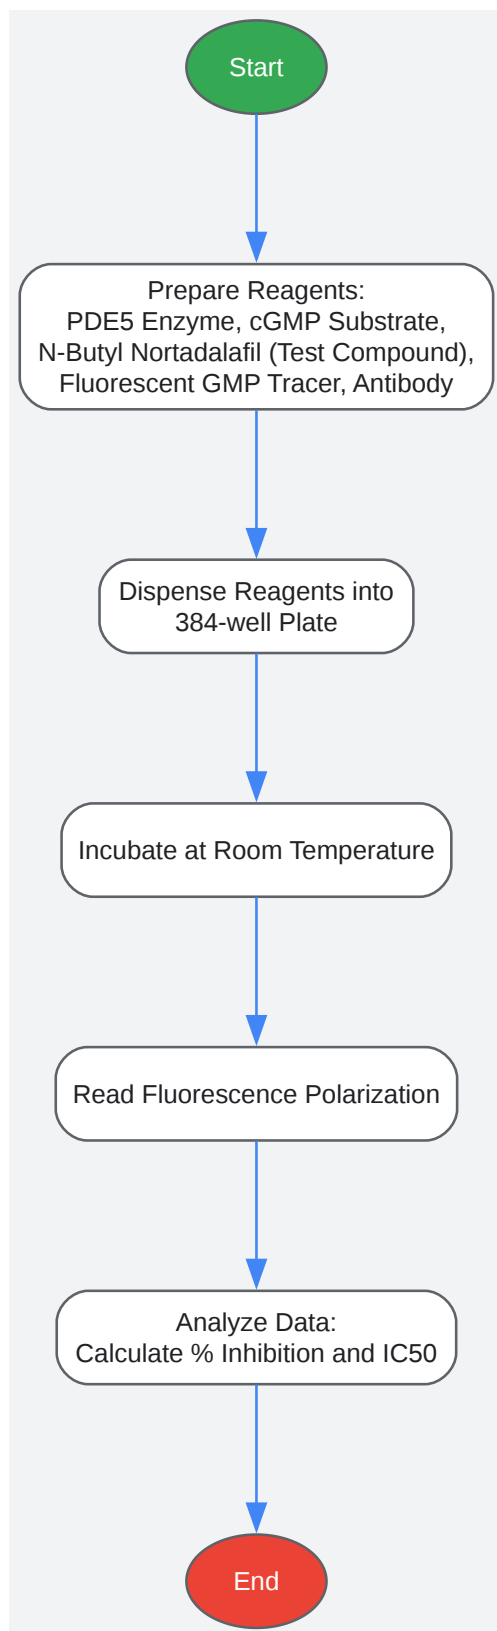 Start
Prepare Reagents:
PDE5 Enzyme, cGMP Substrate,
N-Butyl Nortadalafil (Test Compound),
Fluorescent GMP Tracer, Antibody
Dispense Reagents into
384-well Plate
Incubate at Room Temperature
Read Fluorescence Polarization
Analyze Data:
Calculate % Inhibition and IC50
End